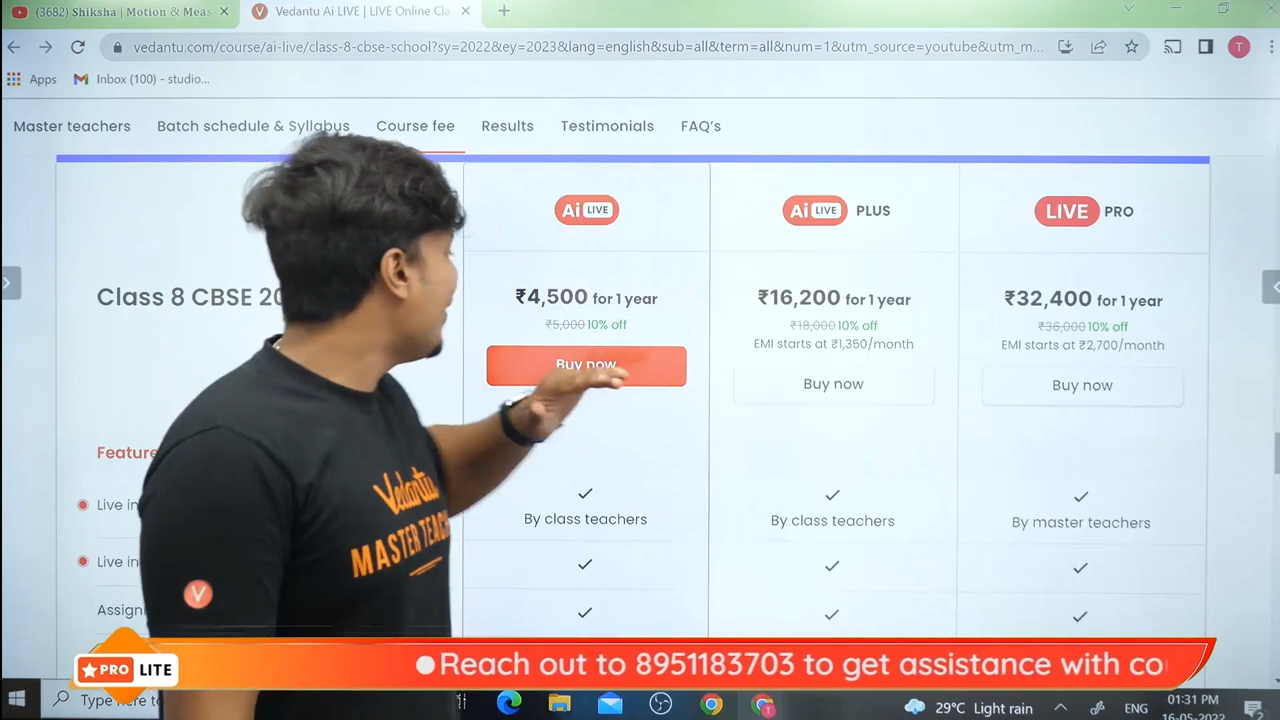 (3682) Shiksha | Motion & Meas
Vedantu Ai LIVE | LIVE Online Cla
vedantu.com/course/ai-live/class-8-cbse-school?sy=2022&ey=2023&lang=english&sub=all&term=all&num=1&utm_source=youtube&utm_m...
T
Apps
Inbox (100) - studio...
Master teachers
Batch schedule & Syllabus
Course fee
Results
Testimonials
FAQ's
Ai LIVE
Ai LIVE PLUS
LIVE PRO
Class 8 CBSE 20
₹4,500 for 1 year
₹5,000 10% off
Buy now
₹16,200 for 1 year
₹18,000 10% off
EMI starts at ₹1,350/month
Buy now
₹32,400 for 1 year
₹36,000 10% off
EMI starts at ₹2,700/month
Buy now
Feature
Live in
By class teachers
By class teachers
By master teachers
Live in
Assign
Vedantu
MASTER TEAC
V
PRO LITE
Reach out to 8951183703 to get assistance with co
Type here to
29°C Light rain
ENG
01:31 PM
16-05-2022